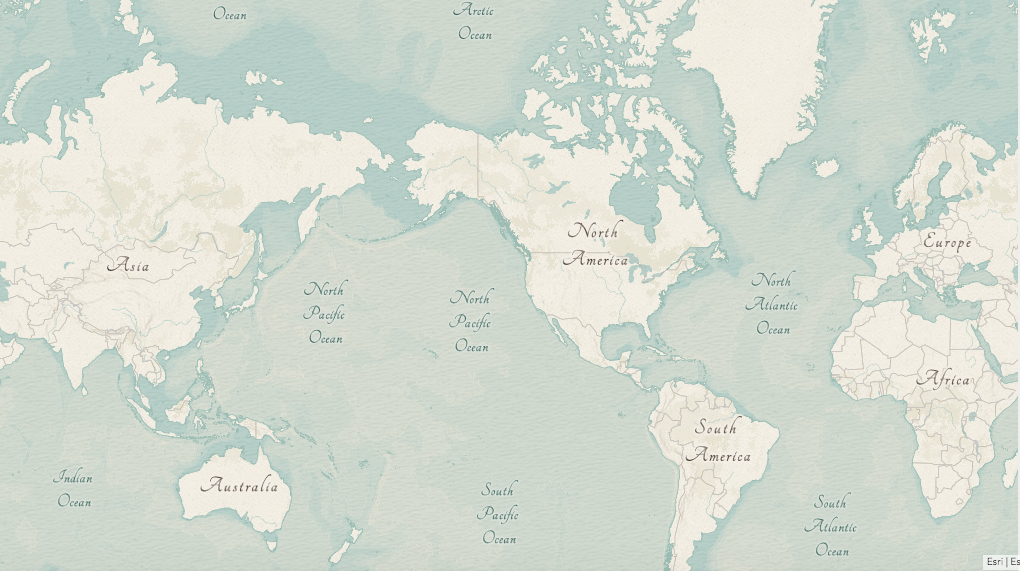 Ocean
Arctic
Ocean
North
America
Europe
Asia
North
Pacific
Ocean
North
Pacific
Ocean
North
Atlantic
Ocean
Africa
South
America
Indian
Ocean
Australia
South
Pacific
Ocean
South
Atlantic
Ocean
Esri | Es